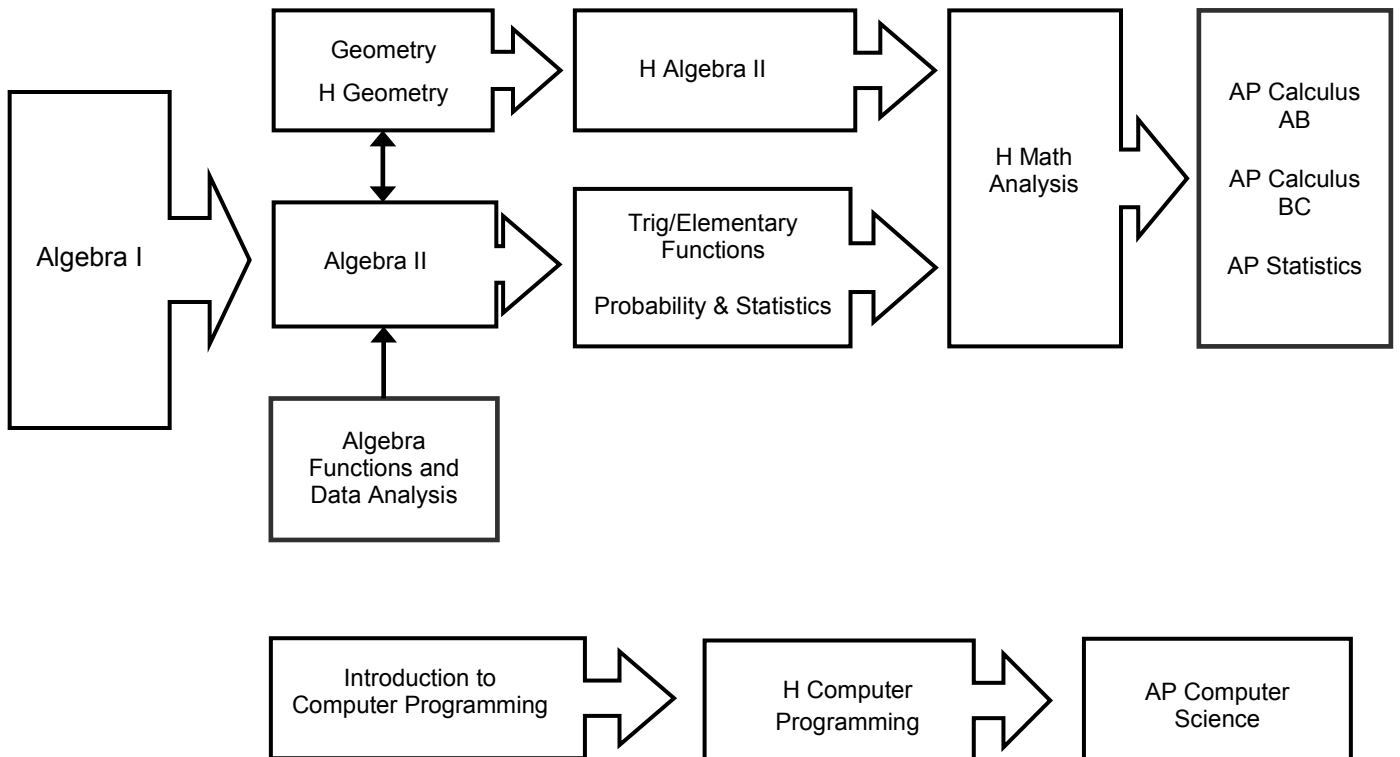 Geometry
H Geometry
H Algebra II
AP Calculus
AB
AP Calculus
BC
AP Statistics
Algebra I
Algebra II
Trig/Elementary
Functions
Probability & Statistics
H Math
Analysis
Algebra
Functions and
Data Analysis
Introduction to
Computer Programming
H Computer
Programming
AP Computer
Science